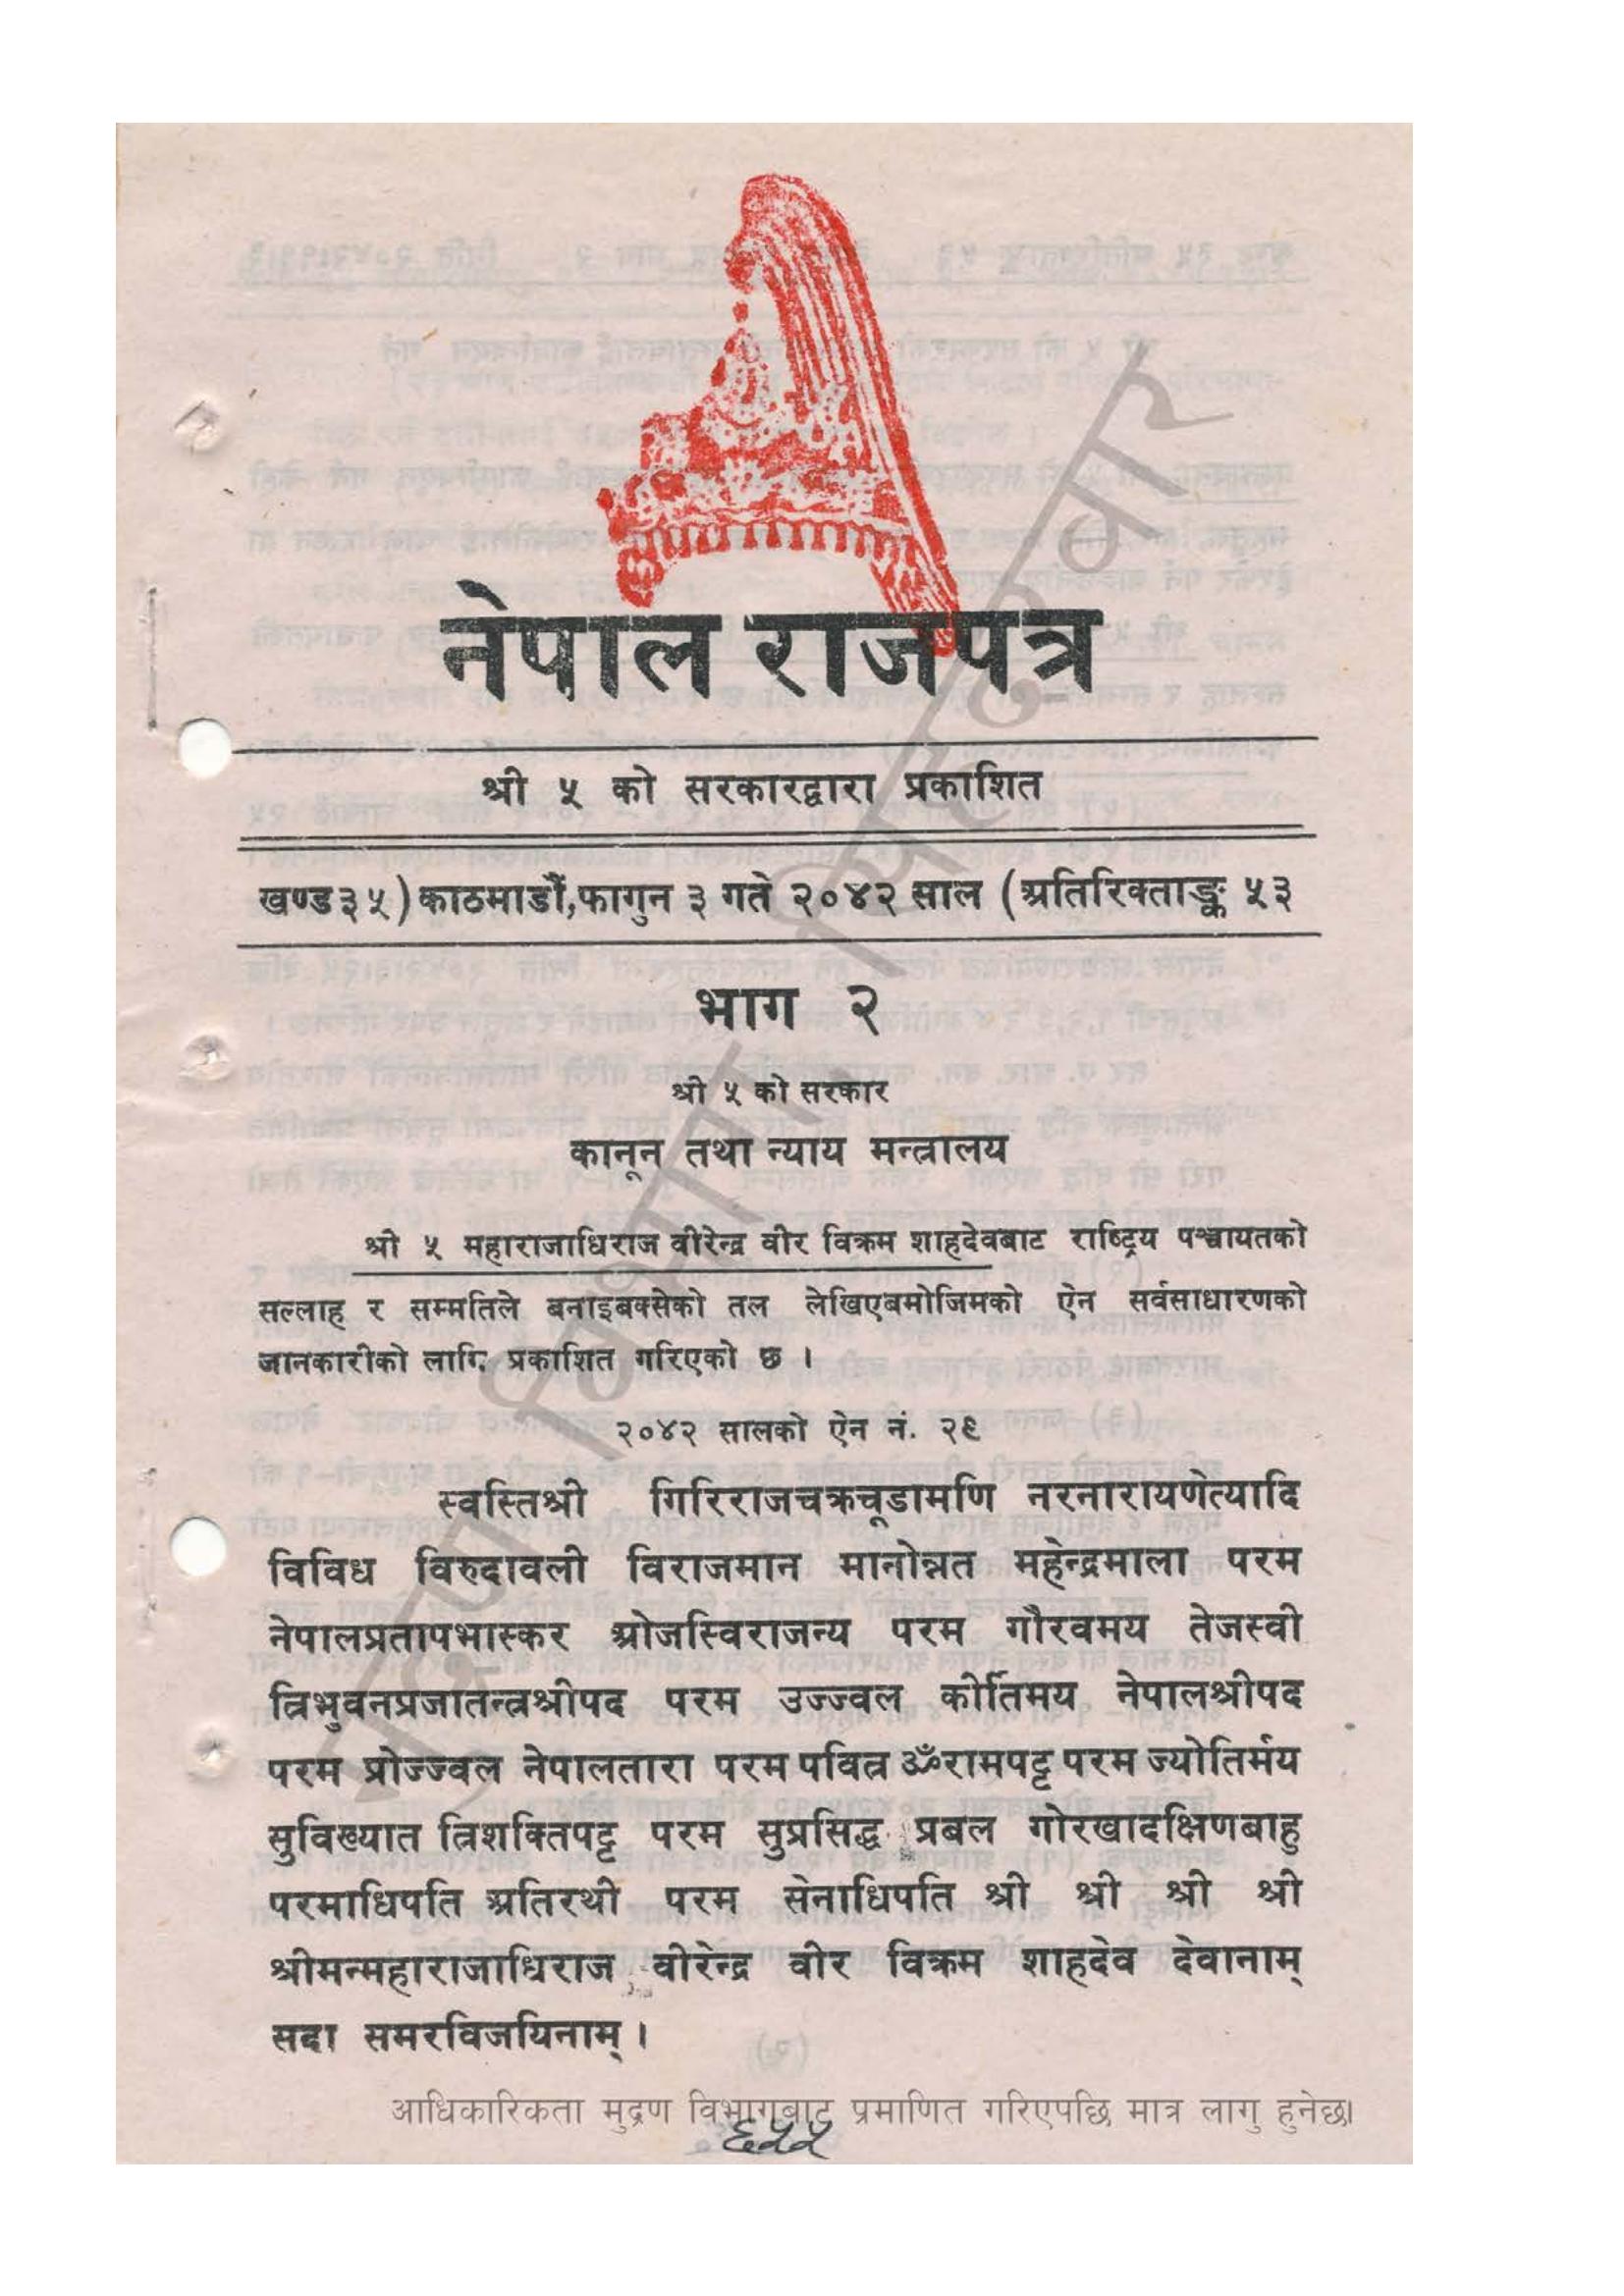 नेपाल राजपत्र
श्री ५ को सरकारद्वारा प्रकाशित
खण्ड ३५) काठमाडौं, फागुन ३ गते २०४२ साल (अतिरिक्ताङ्क ५३
भाग २
श्री ५ को सरकार
कानून तथा न्याय मन्त्रालय
श्री ५ महाराजाधिराज वीरेन्द्र वीर विक्रम शाहदेवबाट राष्ट्रिय पञ्चायतको
सल्लाह र सम्मतिले बनाइबक्सेको तल लेखिएबमोजिमको ऐन सर्वसाधारणको
जानकारीको लागि प्रकाशित गरिएको छ ।
२०४२ सालको ऐन नं. २९
स्वस्तिश्री गिरिराजचक्रचूडामणि नरनारायणेत्यादि
विविध विरुदावली विराजमान मानोन्नत महेन्द्रमाला परम
नेपालप्रतापभास्कर ओजस्विराजन्य परम गौरवमय तेजस्वी
त्रिभुवनप्रजातन्त्रश्रीपद परम उज्ज्वल कीर्तिमय नेपालश्रीपद
परम प्रोज्ज्वल नेपालतारा परम पवित्र ॐरामपट्ट परम ज्योतिर्मय
सुविख्यात त्रिशक्तिपट्ट परम सुप्रसिद्ध प्रबल गोरखादक्षिणबाहु
परमाधिपति अतिरथी परम सेनाधिपति श्री श्री श्री श्री
श्रीमन्महाराजाधिराज वीरेन्द्र वीर विक्रम शाहदेव देवानाम्
सदा समरविजयिनाम् ।
आधिकारिकता मुद्रण विभागबाट प्रमाणित गरिएपछि मात्र लागु हुनेछ।
६५५
मुद्रण विभाग, सिंहदरबार